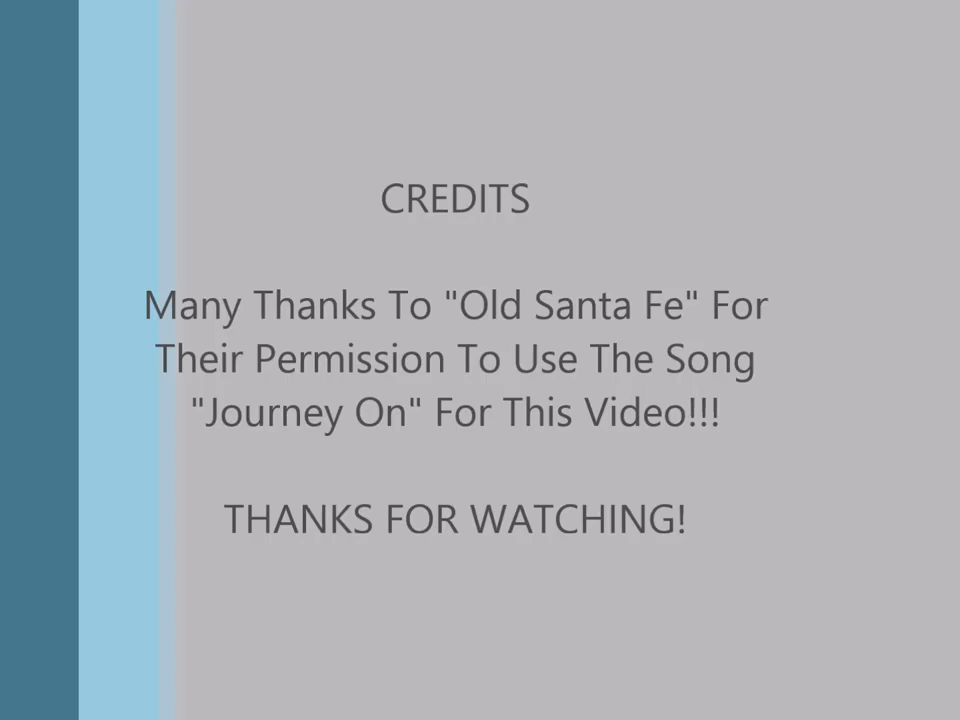 CREDITS
Many Thanks To "Old Santa Fe" For
Their Permission To Use The Song
"Journey On" For This Video!!!
THANKS FOR WATCHING!